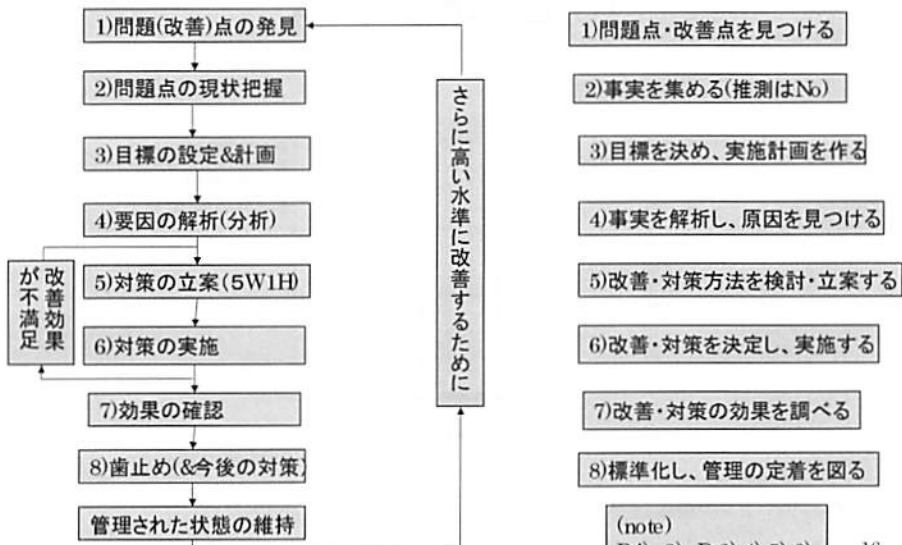 1)問題(改善)点の発見
2)問題点の現状把握
3)目標の設定&計画
4)要因の解析(分析)
5)対策の立案(5W1H)
6)対策の実施
7)効果の確認
8)歯止め(&今後の対策)
管理された状態の維持
改善効果
が不満足
さらに高い水準に改善するために
1)問題点・改善点を見つける
2)事実を集める(推測はNo)
3)目標を決め、実施計画を作る
4)事実を解析し、原因を見つける
5)改善・対策方法を検討・立案する
6)改善・対策を決定し、実施する
7)改善・対策の効果を調べる
8)標準化し、管理の定着を図る
(note)